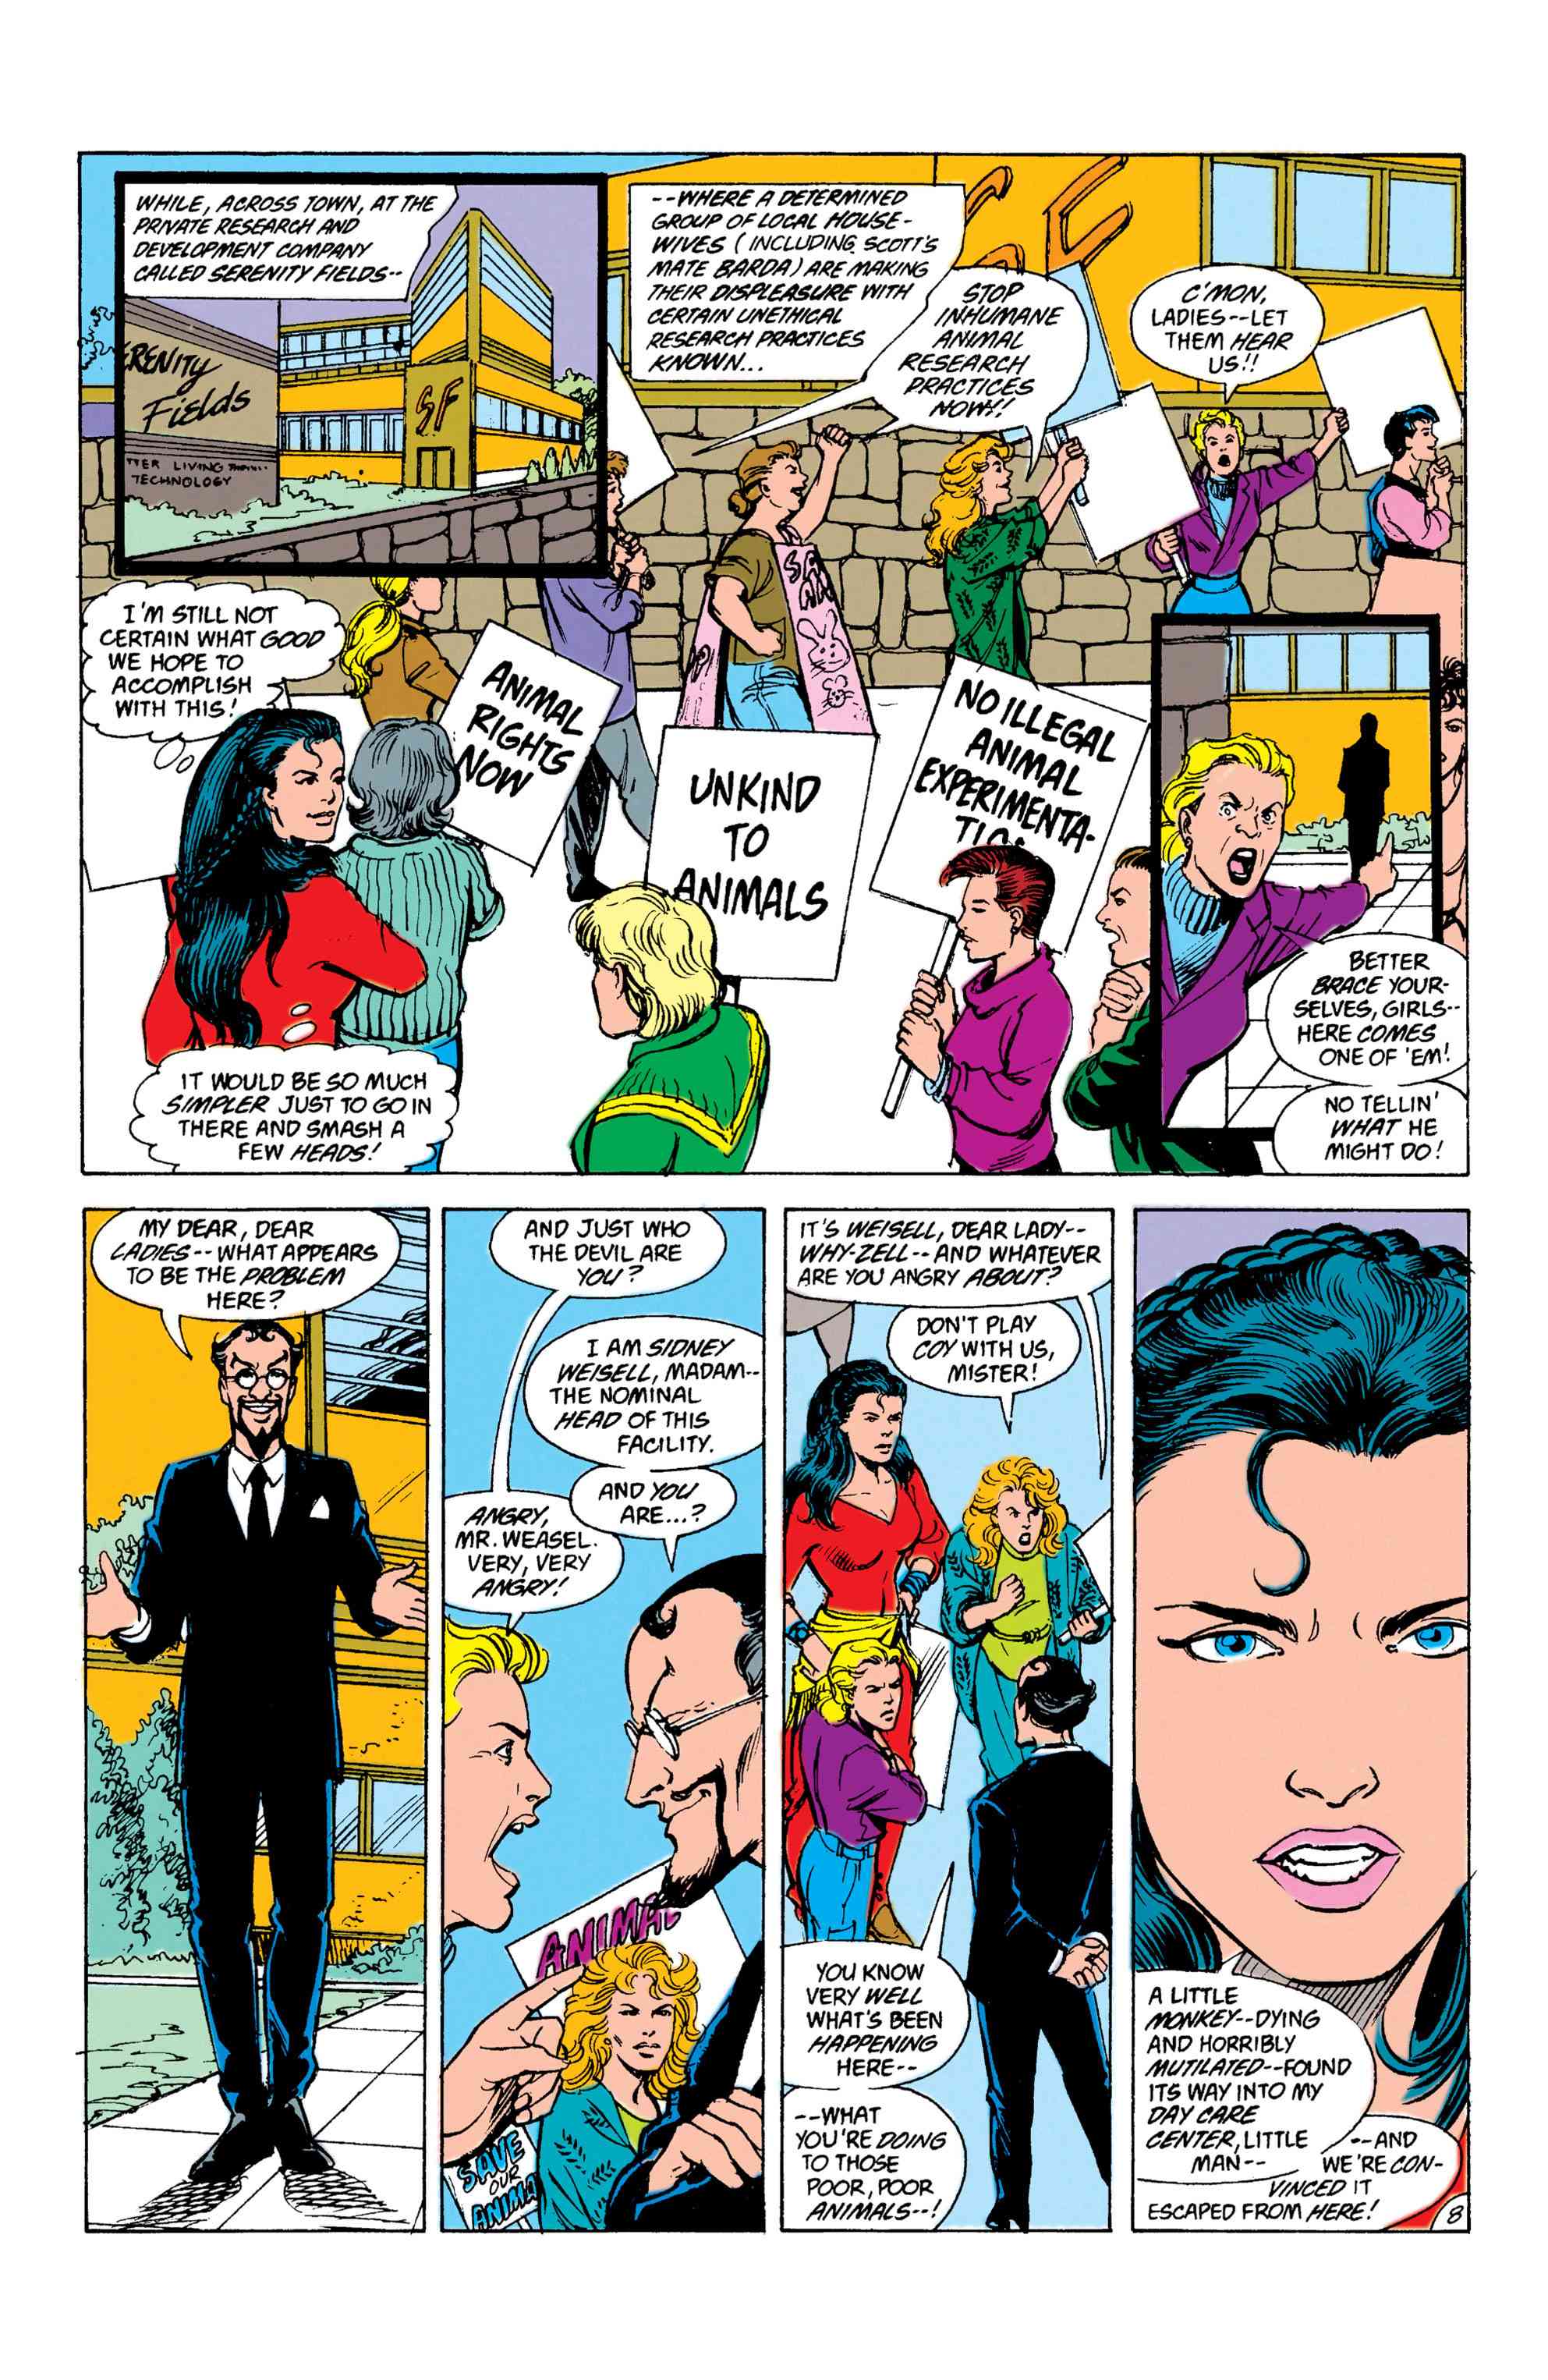 WHILE, ACROSS TOWN, AT THE
PRIVATE RESEARCH AND
DEVELOPMENT COMPANY
CALLED SERENITY FIELDS--
ERENITY
FIELDS
TTER LIVING
TECHNOLOGY
SF
--WHERE A DETERMINED
GROUP OF LOCAL HOUSE-
WIVES (INCLUDING SCOTT'S
MATE BARDA) ARE MAKING
THEIR DISPLEASURE WITH
CERTAIN UNETHICAL
RESEARCH PRACTICES
KNOWN...
STOP
INHUMANE
ANIMAL
RESEARCH
PRACTICES
NOW!!
C'MON,
LADIES--LET
THEM HEAR
US!!
I'M STILL NOT
CERTAIN WHAT GOOD
WE HOPE TO
ACCOMPLISH
WITH THIS!
ANIMAL
RIGHTS
NOW
UNKIND
TO
ANIMALS
NO ILLEGAL
ANIMAL
EXPERIMENTA-
TION
IT WOULD BE SO MUCH
SIMPLER JUST TO GO IN
THERE AND SMASH A
FEW HEADS!
BETTER
BRACE YOUR-
SELVES, GIRLS--
HERE COMES
ONE OF 'EM!
NO TELLIN'
WHAT HE
MIGHT DO!
MY DEAR, DEAR
LADIES--WHAT APPEARS
TO BE THE PROBLEM
HERE?
AND JUST WHO
THE DEVIL ARE
YOU?
I AM SIDNEY
WEISELL, MADAM--
THE NOMINAL
HEAD OF THIS
FACILITY.
AND YOU
ARE...?
ANGRY,
MR. WEASEL.
VERY, VERY
ANGRY!
ANIMAL
SAVE
OUR
ANIMA
IT'S WEISELL, DEAR LADY--
WHY-ZELL--AND WHATEVER
ARE YOU ANGRY ABOUT?
DON'T PLAY
COY WITH US,
MISTER!
YOU KNOW
VERY WELL
WHAT'S BEEN
HAPPENING
HERE--
--WHAT
YOU'RE DOING
TO THOSE
POOR, POOR
ANIMALS--!
A LITTLE
MONKEY--DYING
AND HORRIBLY
MUTILATED--FOUND
ITS WAY INTO MY
DAY CARE
CENTER, LITTLE
MAN--
--AND
WE'RE CON-
VINCED IT
ESCAPED FROM HERE!
8